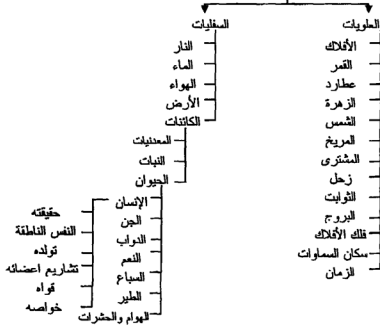 العلويات
الأفلاك
القمر
عطارد
الزهرة
الشمس
المريخ
المشترى
زحل
الثوابت
البروج
فلك الأفلاك
سكان السماوات
الزمان
السفليات
النار
الماء
الهواء
الأرض
الكائنات
المعدنيات
النبات
الحيوان
الإنسان
الجن
الدواب
النعم
السباع
الطير
الهوام والحشرات
حقيقته
النفس الناطقة
تولده
تشاريم اعضائه
قواه
خواصه